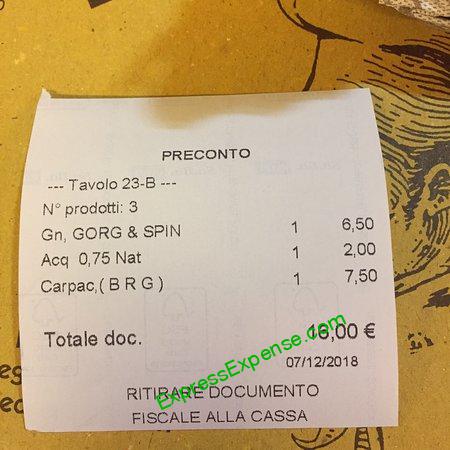 PRECONTO
--- Tavolo 23-B ---
N° prodotti: 3
Gn, GORG & SPIN 1 6,50
Acq 0,75 Nat 1 2,00
Carpac,( B R G ) 1 7,50
Totale doc. 16,00 €
07/12/2018
RITIRARE DOCUMENTO
FISCALE ALLA CASSA
ExpressExpense.com